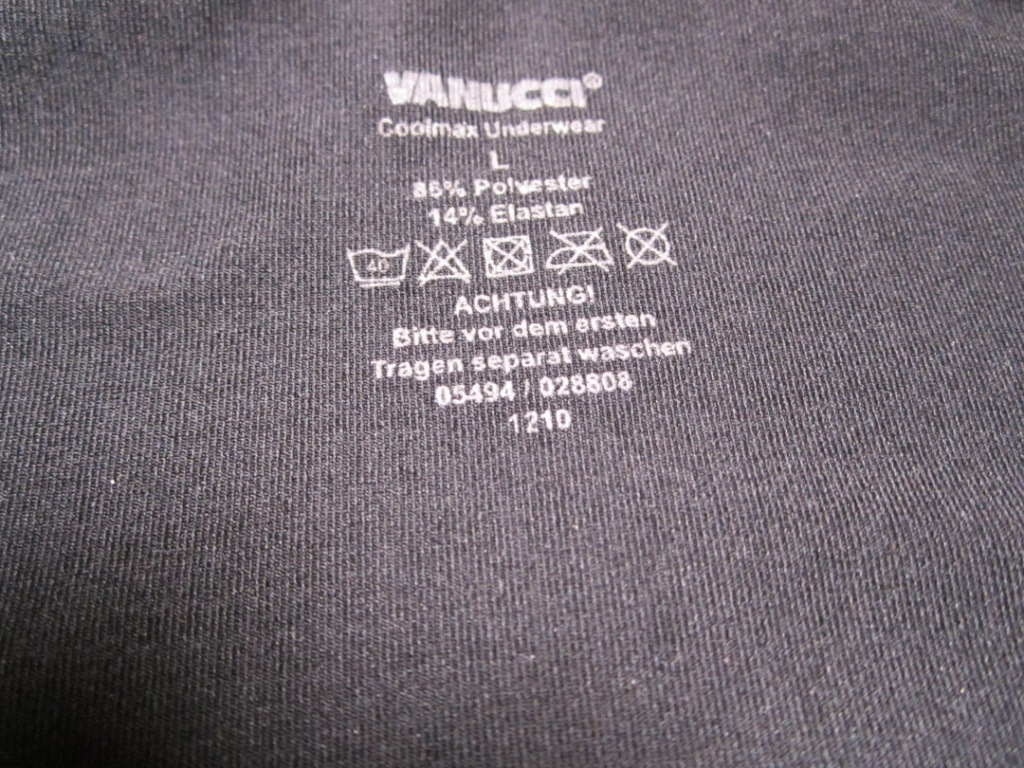 VANUCCI®
Coolmax Underwear
L
86% Polyester
14% Elastan
40
ACHTUNG!
Bitte vor dem ersten
Tragen separat waschen
05494 / 028808
1210